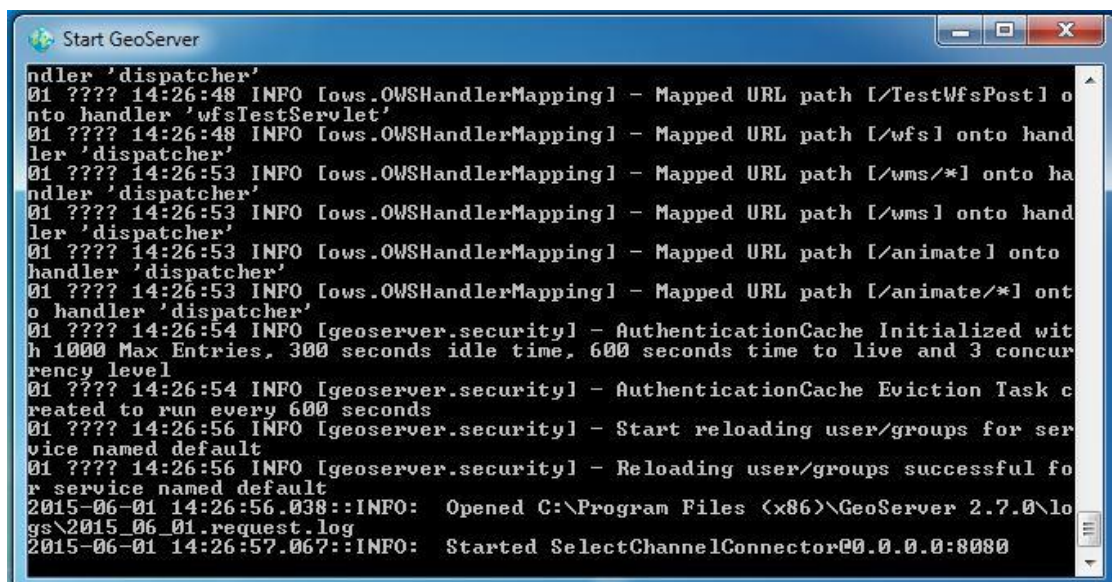 Start GeoServer
ndler 'dispatcher'
01 ???? 14:26:48 INFO [ows.OWSHandlerMapping] - Mapped URL path [/TestWfsPost] o
nto handler 'wfsTestServlet'
01 ???? 14:26:48 INFO [ows.OWSHandlerMapping] - Mapped URL path [/wfs] onto hand
ler 'dispatcher'
01 ???? 14:26:53 INFO [ows.OWSHandlerMapping] - Mapped URL path [/wms/*] onto ha
ndler 'dispatcher'
01 ???? 14:26:53 INFO [ows.OWSHandlerMapping] - Mapped URL path [/wms] onto hand
ler 'dispatcher'
01 ???? 14:26:53 INFO [ows.OWSHandlerMapping] - Mapped URL path [/animate] onto
handler 'dispatcher'
01 ???? 14:26:53 INFO [ows.OWSHandlerMapping] - Mapped URL path [/animate/*] ont
o handler 'dispatcher'
01 ???? 14:26:54 INFO [geoserver.security] - AuthenticationCache Initialized wit
h 1000 Max Entries, 300 seconds idle time, 600 seconds time to live and 3 concur
rency level
01 ???? 14:26:54 INFO [geoserver.security] - AuthenticationCache Eviction Task c
reated to run every 600 seconds
01 ???? 14:26:56 INFO [geoserver.security] - Start reloading user/groups for ser
vice named default
01 ???? 14:26:56 INFO [geoserver.security] - Reloading user/groups successful fo
r service named default
2015-06-01 14:26:56.038::INFO:  Opened C:\Program Files (x86)\GeoServer 2.7.0\lo
gs\2015_06_01.request.log
2015-06-01 14:26:57.067::INFO:  Started SelectChannelConnector@0.0.0.0:8080